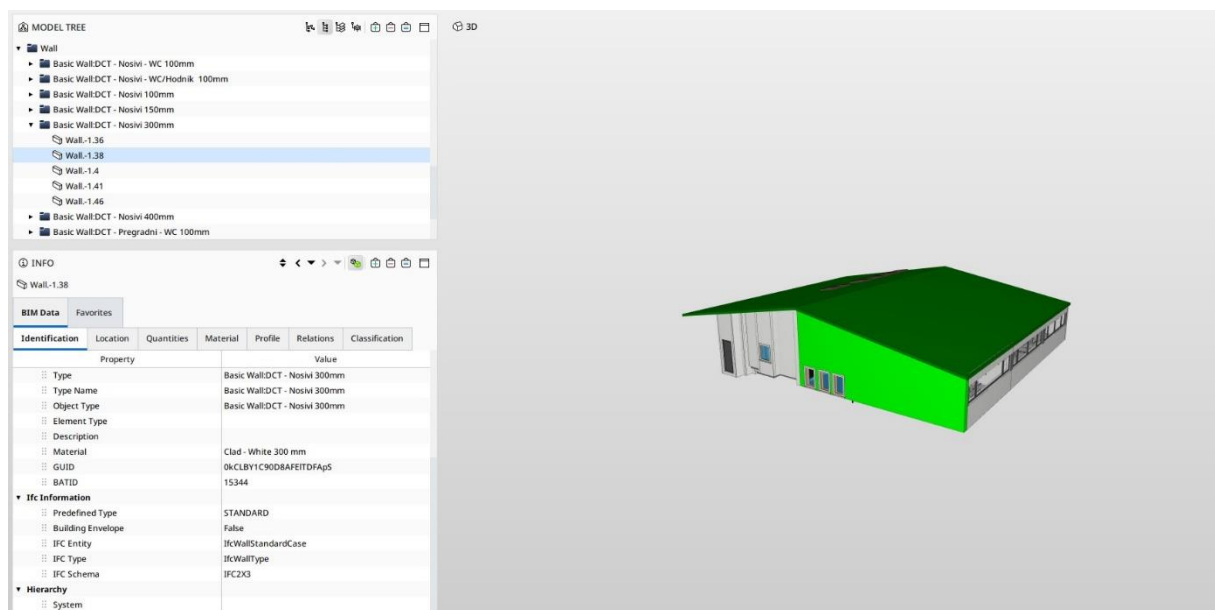 MODEL TREE
3D
Wall
Basic Wall:DCT - Nosivi - WC 100mm
Basic Wall:DCT - Nosivi - WC/Hodnik 100mm
Basic Wall:DCT - Nosivi 100mm
Basic Wall:DCT - Nosivi 150mm
Basic Wall:DCT - Nosivi 300mm
Wall.-1.36
Wall.-1.38
Wall.-1.4
Wall.-1.41
Wall.-1.46
Basic Wall:DCT - Nosivi 400mm
Basic Wall:DCT - Pregradni - WC 100mm
INFO
Wall.-1.38
BIM Data Favorites
Identification Location Quantities Material Profile Relations Classification
Property Value
Type Basic Wall:DCT - Nosivi 300mm
Type Name Basic Wall:DCT - Nosivi 300mm
Object Type Basic Wall:DCT - Nosivi 300mm
Element Type
Description
Material Clad - White 300 mm
GUID 0kCLBY1C90D8AFEITDFApS
BATID 15344
Ifc Information
Predefined Type STANDARD
Building Envelope False
IFC Entity IfcWallStandardCase
IFC Type IfcWallType
IFC Schema IFC2X3
Hierarchy
System